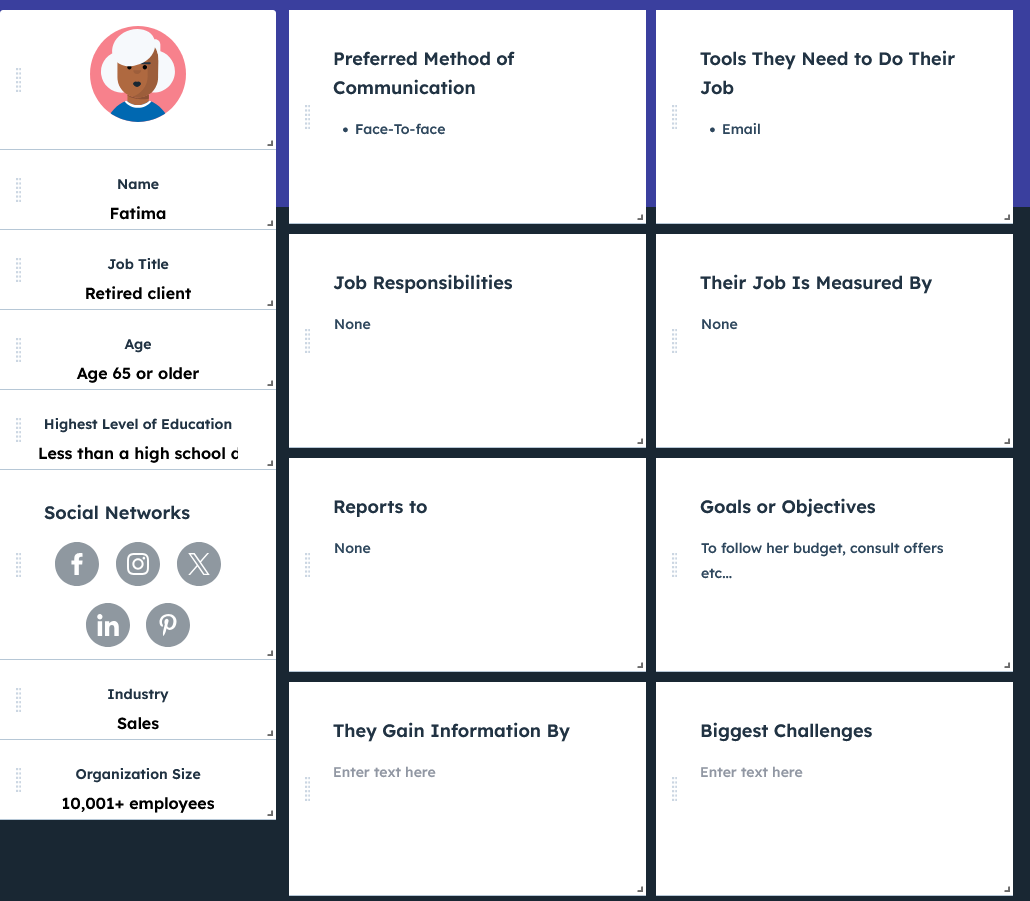 Name
Fatima
Job Title
Retired client
Age
Age 65 or older
Highest Level of Education
Less than a high school
Social Networks
Industry
Sales
Organization Size
10,001+ employees
Preferred Method of
Communication
• Face-To-face
Tools They Need to Do Their
Job
• Email
Job Responsibilities
None
Their Job Is Measured By
None
Reports to
None
Goals or Objectives
To follow her budget, consult offers
etc...
They Gain Information By
Enter text here
Biggest Challenges
Enter text here